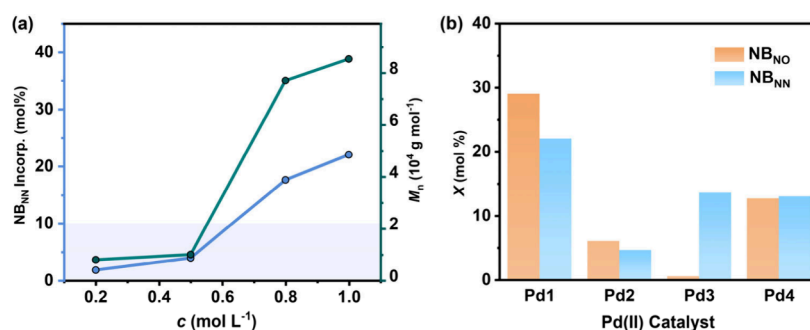 (a)
NB_NN Incorp. (mol%)
45
40
30
20
10
0
8
6
4
2
0
M_n (10⁴ g mol⁻¹)
0.2
0.4
0.6
0.8
1.0
c (mol L⁻¹)
(b)
X (mol %)
40
30
20
10
0
NB_NO
NB_NN
Pd1
Pd2
Pd3
Pd4
Pd(II) Catalyst